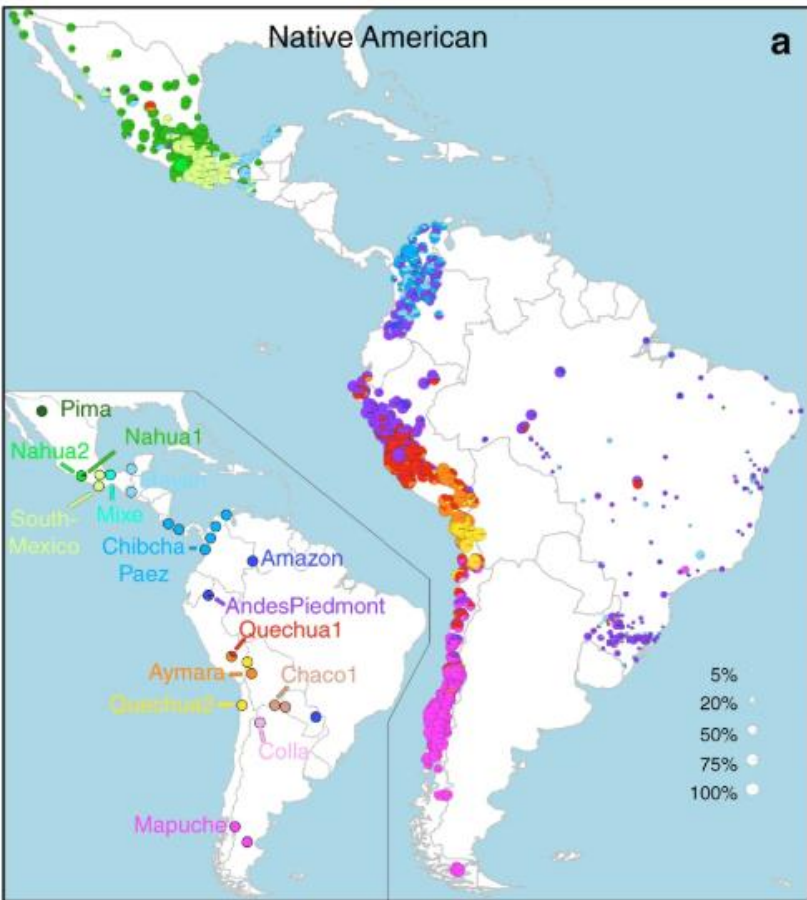 Native American
a
Pima
Nahua1
Nahua2
Mayan
South-
Mexico
Mixe
Chibcha
Paez
Amazon
AndesPiedmont
Quechua1
Aymara
Chaco1
Quechua2
Colla
Mapuche
5%
20%
50%
75%
100%